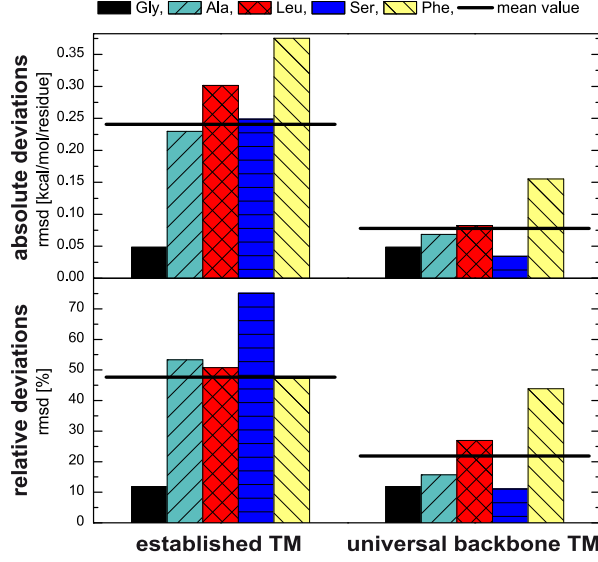 Gly, Ala, Leu, Ser, Phe, mean value
absolute deviations
rmsd [kcal/mol/residue]
0.35
0.30
0.25
0.20
0.15
0.10
0.05
0.00
relative deviations
rmsd [%]
70
60
50
40
30
20
10
0
established TM
universal backbone TM